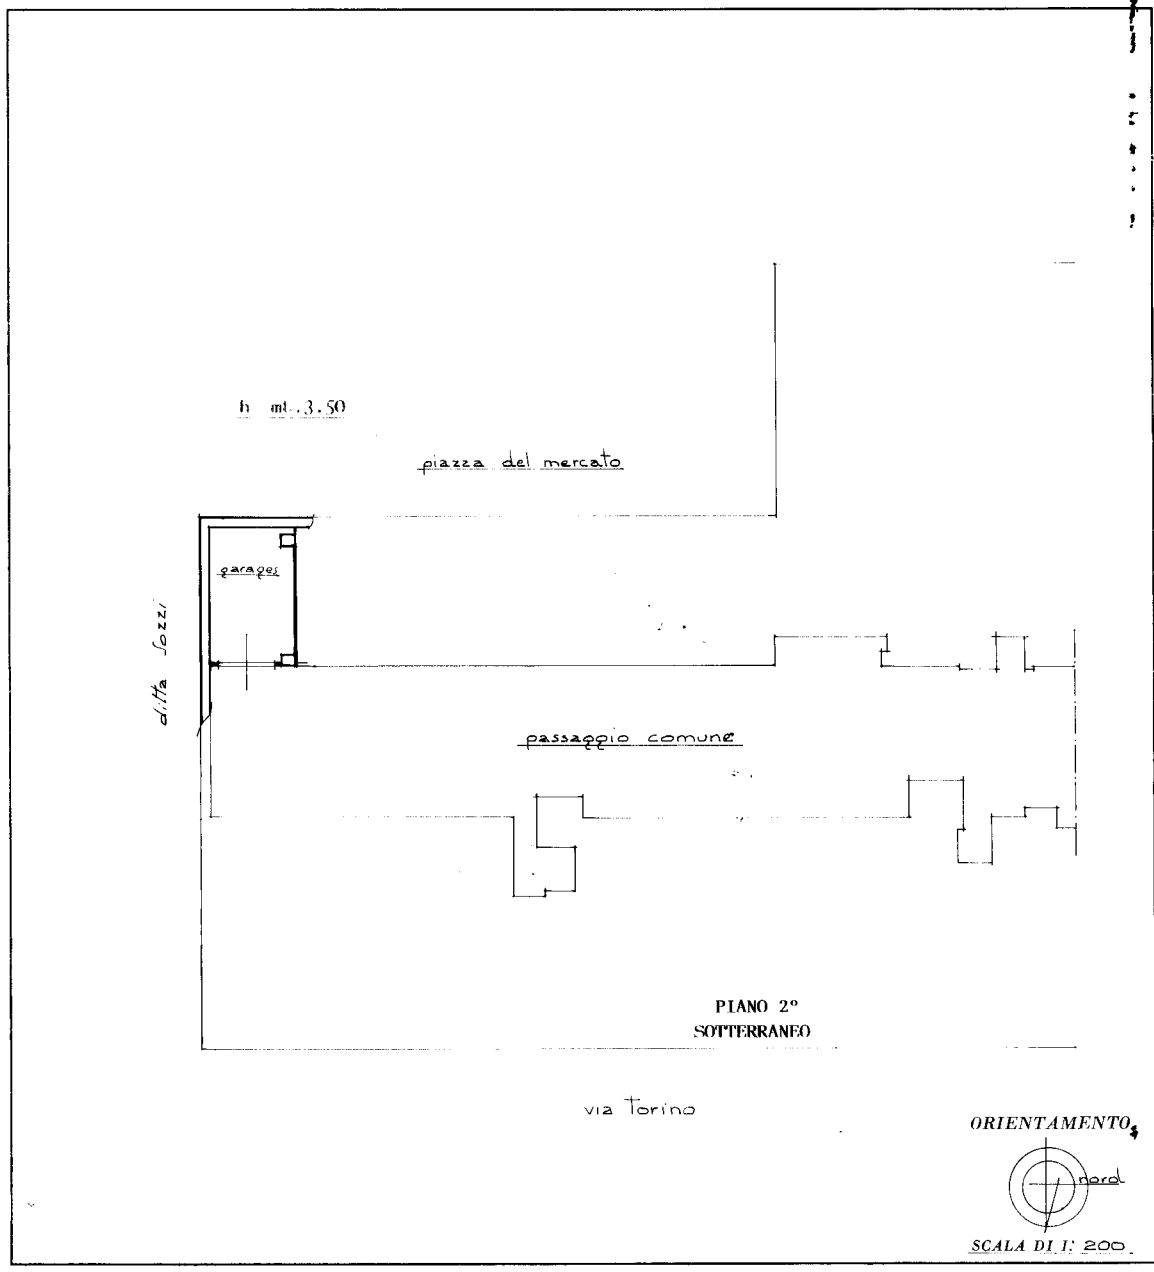 h mt.3.50
piazza del mercato
garages
ditta Sozzi
passaggio comune
PIANO 2°
SOTTERRANEO
via Torino
ORIENTAMENTO
nord
SCALA DI 1: 200